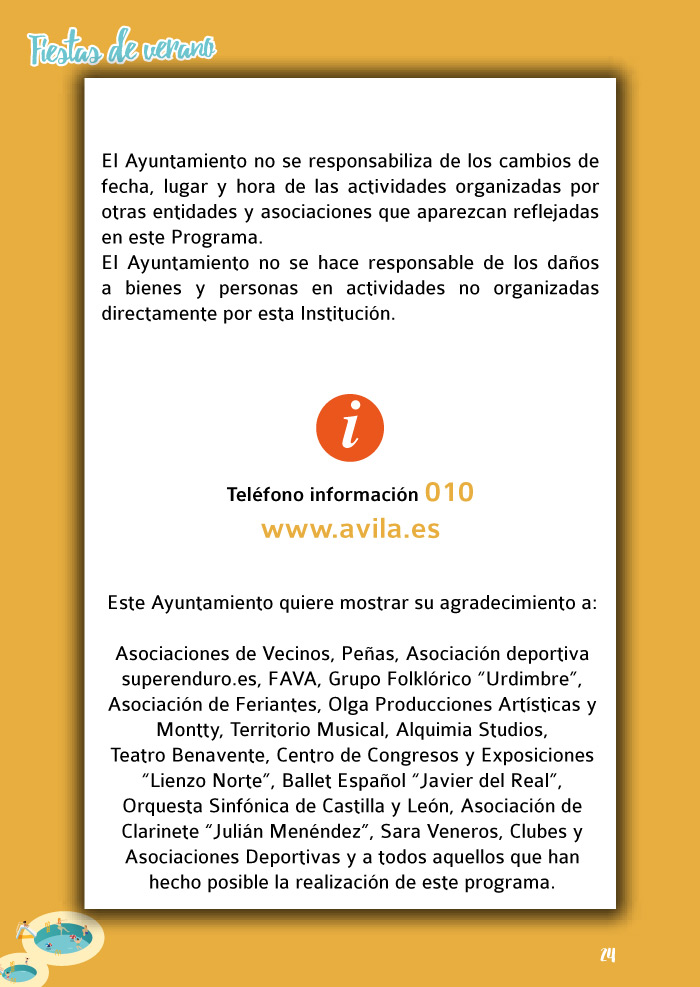 Fiestas de verano
El Ayuntamiento no se responsabiliza de los cambios de
fecha, lugar y hora de las actividades organizadas por
otras entidades y asociaciones que aparezcan reflejadas
en este Programa.
El Ayuntamiento no se hace responsable de los daños
a bienes y personas en actividades no organizadas
directamente por esta Institución.
i
Teléfono información 010
www.avila.es
Este Ayuntamiento quiere mostrar su agradecimiento a:
Asociaciones de Vecinos, Peñas, Asociación deportiva
superenduro.es, FAVA, Grupo Folklórico "Urdimbre",
Asociación de Feriantes, Olga Producciones Artísticas y
Montty, Territorio Musical, Alquimia Studios,
Teatro Benavente, Centro de Congresos y Exposiciones
"Lienzo Norte", Ballet Español "Javier del Real",
Orquesta Sinfónica de Castilla y León, Asociación de
Clarinete "Julián Menéndez", Sara Veneros, Clubes y
Asociaciones Deportivas y a todos aquellos que han
hecho posible la realización de este programa.
24